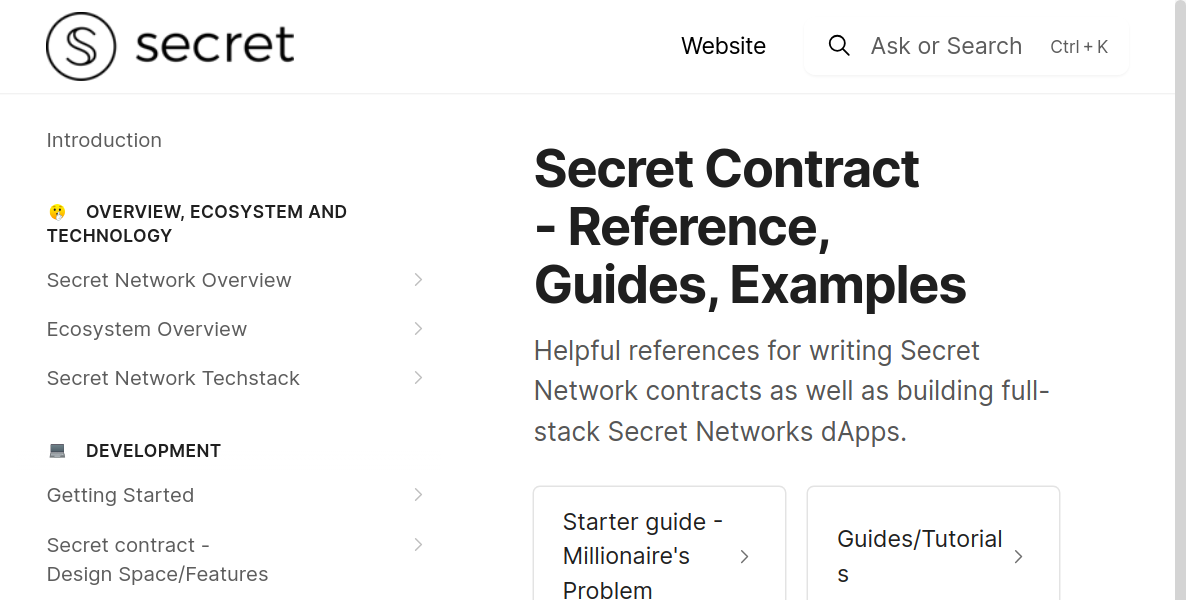 secret
Website
Ask or Search
Ctrl + K
Introduction
OVERVIEW, ECOSYSTEM AND
TECHNOLOGY
Secret Network Overview
Ecosystem Overview
Secret Network Techstack
DEVELOPMENT
Getting Started
Secret contract -
Design Space/Features
Secret Contract
- Reference,
Guides, Examples
Helpful references for writing Secret
Network contracts as well as building full-
stack Secret Networks dApps.
Starter guide -
Millionaire's
Problem
Guides/Tutorial
s